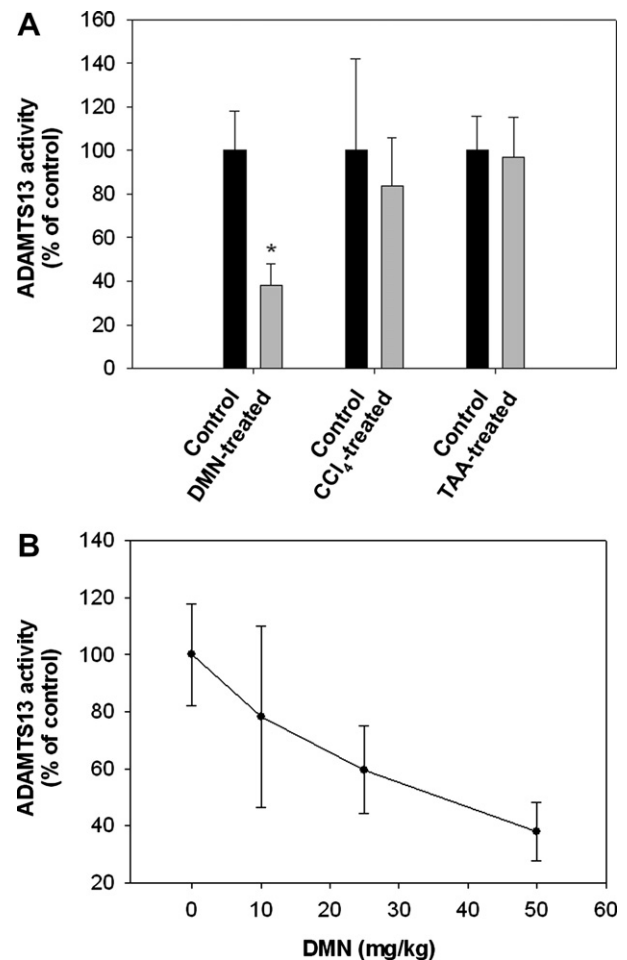 A
ADAMTS13 activity
(% of control)
160
140
120
100
80
60
40
20
0
*
Control
DMN-treated
Control
CCl₄-treated
Control
TAA-treated
B
ADAMTS13 activity
(% of control)
140
120
100
80
60
40
20
0 10 20 30 40 50 60
DMN (mg/kg)